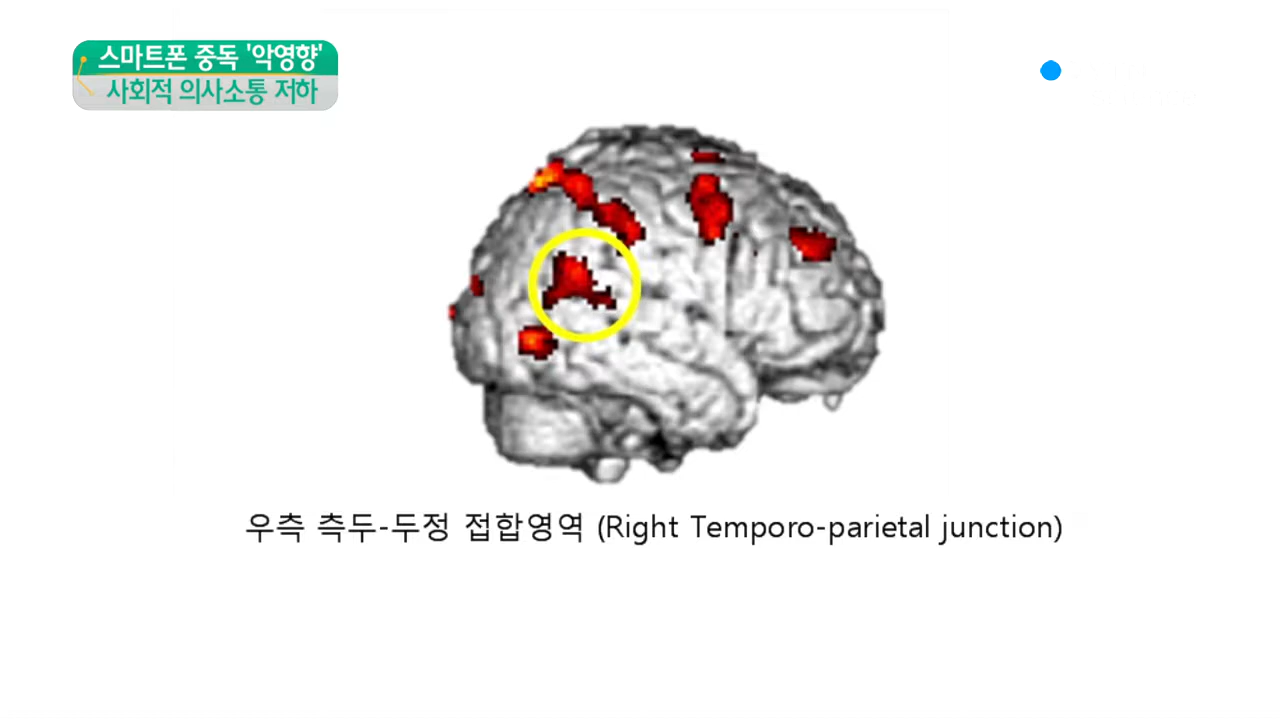 스마트폰 중독 '악영향'
사회적 의사소통 저하
우측 측두-두정 접합영역 (Right Temporo-parietal junction)